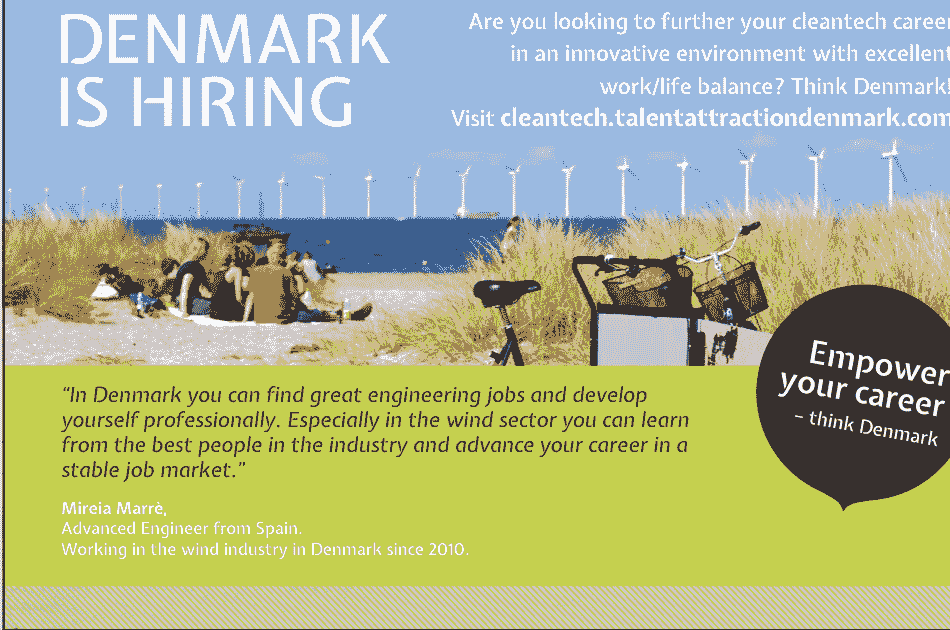 DENMARK
IS HIRING
Are you looking to further your cleantech career
in an innovative environment with excellent
work/life balance? Think Denmark!
Visit cleantech.talentattractiondenmark.com
Empower
your career
– think Denmark
“In Denmark you can find great engineering jobs and develop
yourself professionally. Especially in the wind sector you can learn
from the best people in the industry and advance your career in a
stable job market.”
Mireia Marrè,
Advanced Engineer from Spain.
Working in the wind industry in Denmark since 2010.